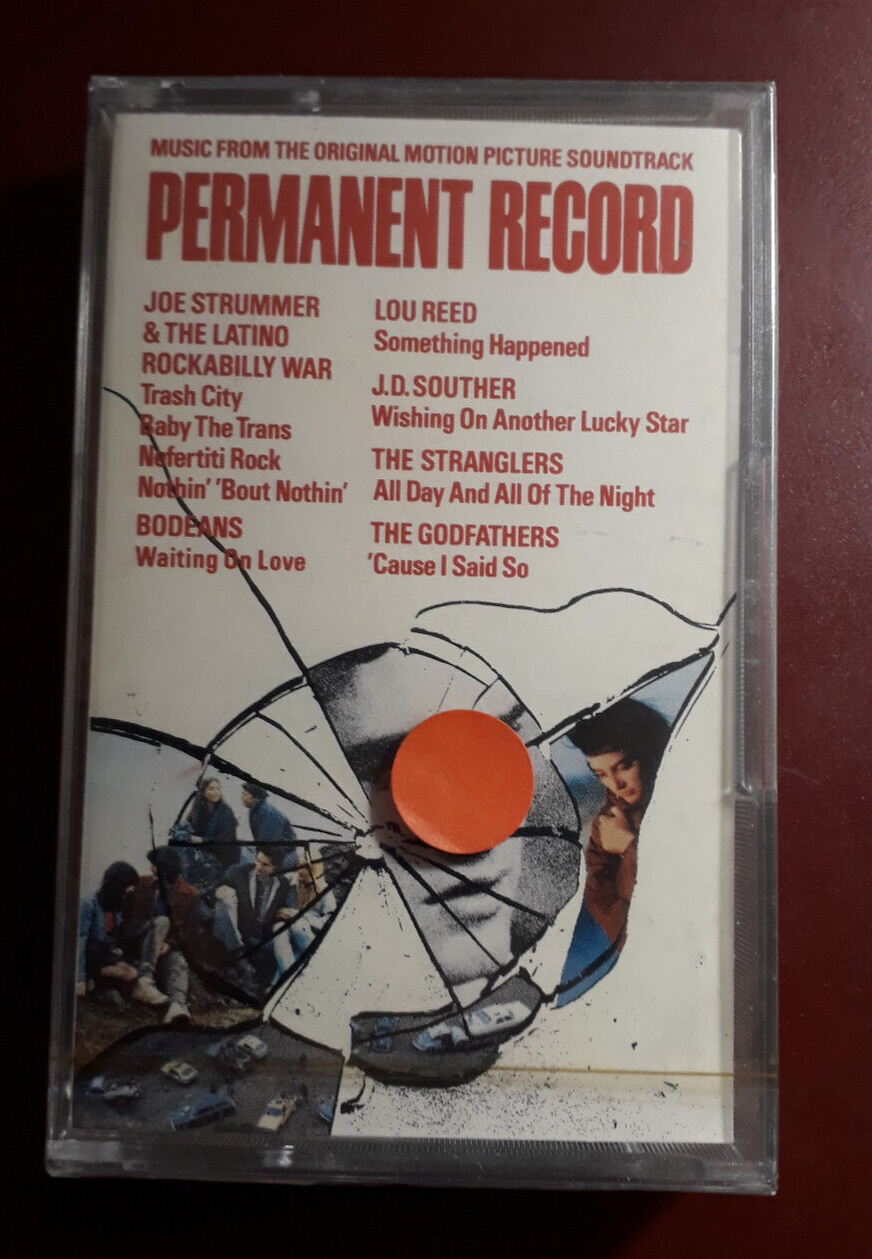 MUSIC FROM THE ORIGINAL MOTION PICTURE SOUNDTRACK
PERMANENT RECORD
JOE STRUMMER
& THE LATINO
ROCKABILLY WAR
Trash City
Baby The Trans
Nefertiti Rock
Nothin' 'Bout Nothin'
BODEANS
Waiting On Love
LOU REED
Something Happened
J.D. SOUTHER
Wishing On Another Lucky Star
THE STRANGLERS
All Day And All Of The Night
THE GODFATHERS
'Cause I Said So